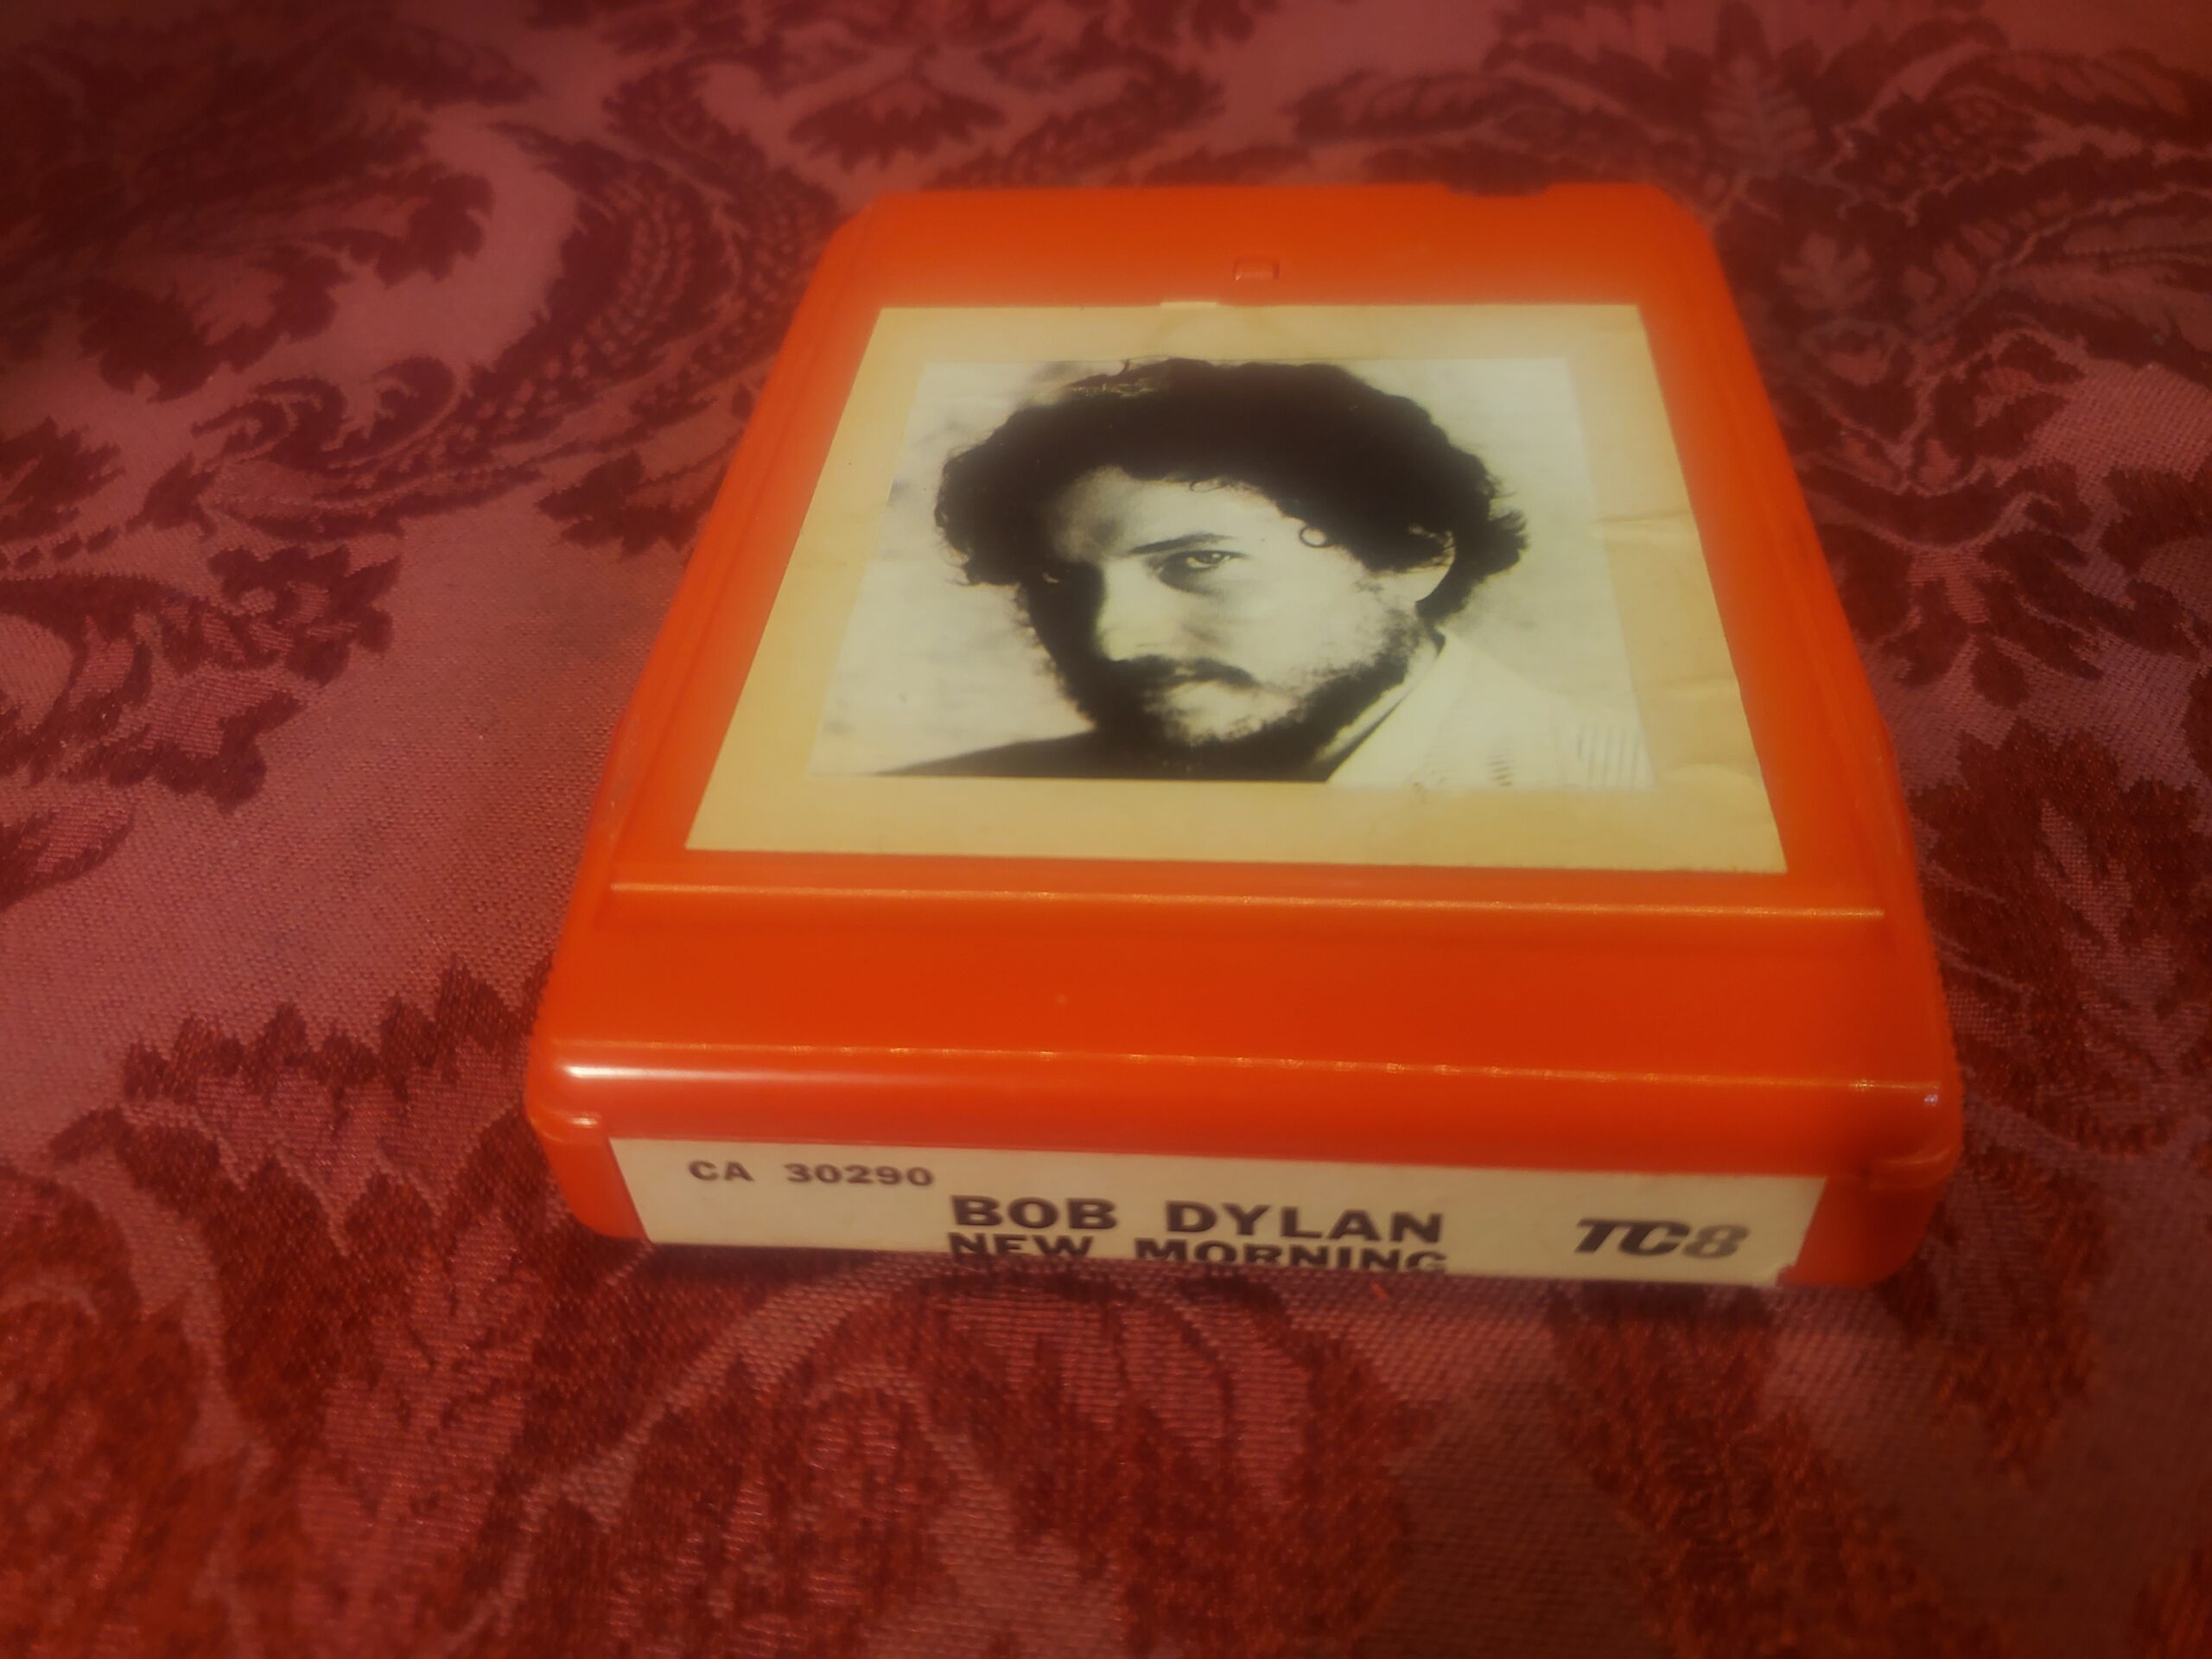 CA 30290
BOB DYLAN
NEW MORNING
TC8